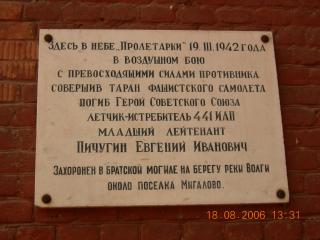 Здесь в небе „Пролетарки" 19.III.1942 года
в воздушном бою
с превосходящими силами противника
совершив таран фашистского самолета
погиб Герой Советского Союза
летчик-истребитель 441 ИАП
младший лейтенант
Пичугин Евгений Иванович
Захоронен в братской могиле на берегу реки Волги
около поселка Мигалово.
18.08.2006 13:31